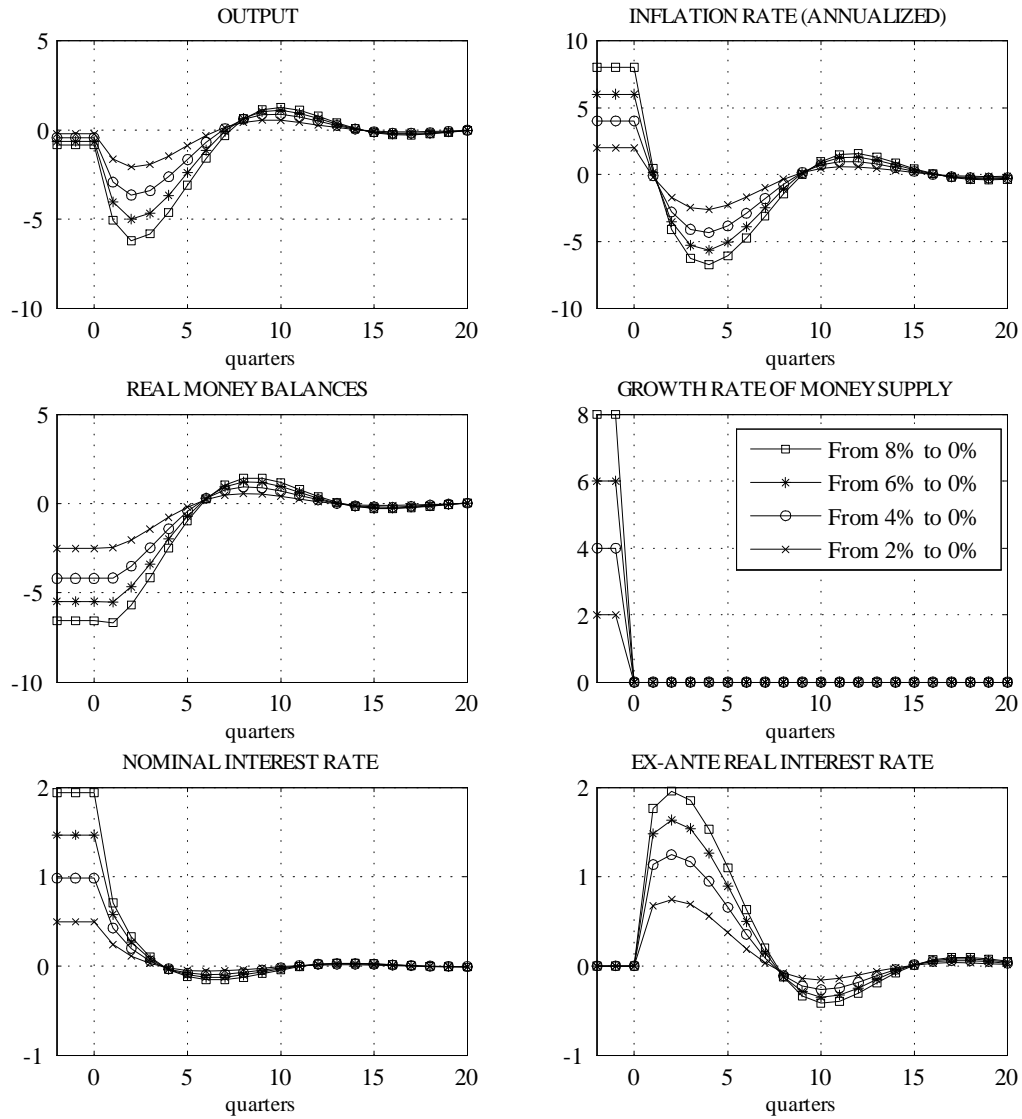 OUTPUT
5
0
-5
-10
0 5 10 15 20
quarters
INFLATION RATE (ANNUALIZED)
10
5
0
-5
-10
0 5 10 15 20
quarters
REAL MONEY BALANCES
5
0
-5
-10
0 5 10 15 20
quarters
GROWTH RATE OF MONEY SUPPLY
8
6
4
2
0
From 8% to 0%
From 6% to 0%
From 4% to 0%
From 2% to 0%
0 5 10 15 20
quarters
NOMINAL INTEREST RATE
2
1
0
-1
0 5 10 15 20
quarters
EX-ANTE REAL INTEREST RATE
2
1
0
-1
0 5 10 15 20
quarters